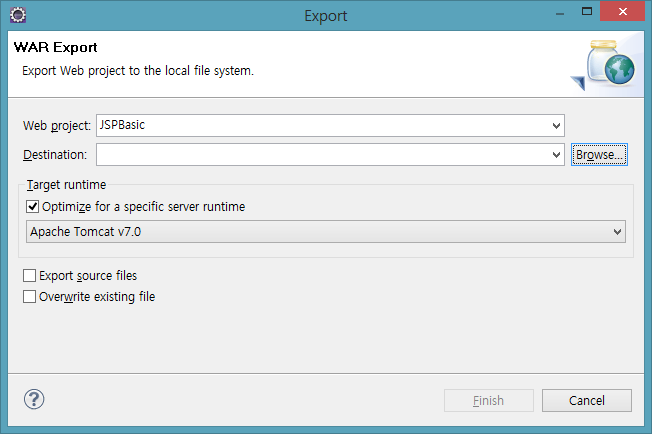 Export
WAR Export
Export Web project to the local file system.
Web project: JSPBasic
Destination: Browse...
Target runtime
Optimize for a specific server runtime
Apache Tomcat v7.0
Export source files
Overwrite existing file
? Finish Cancel